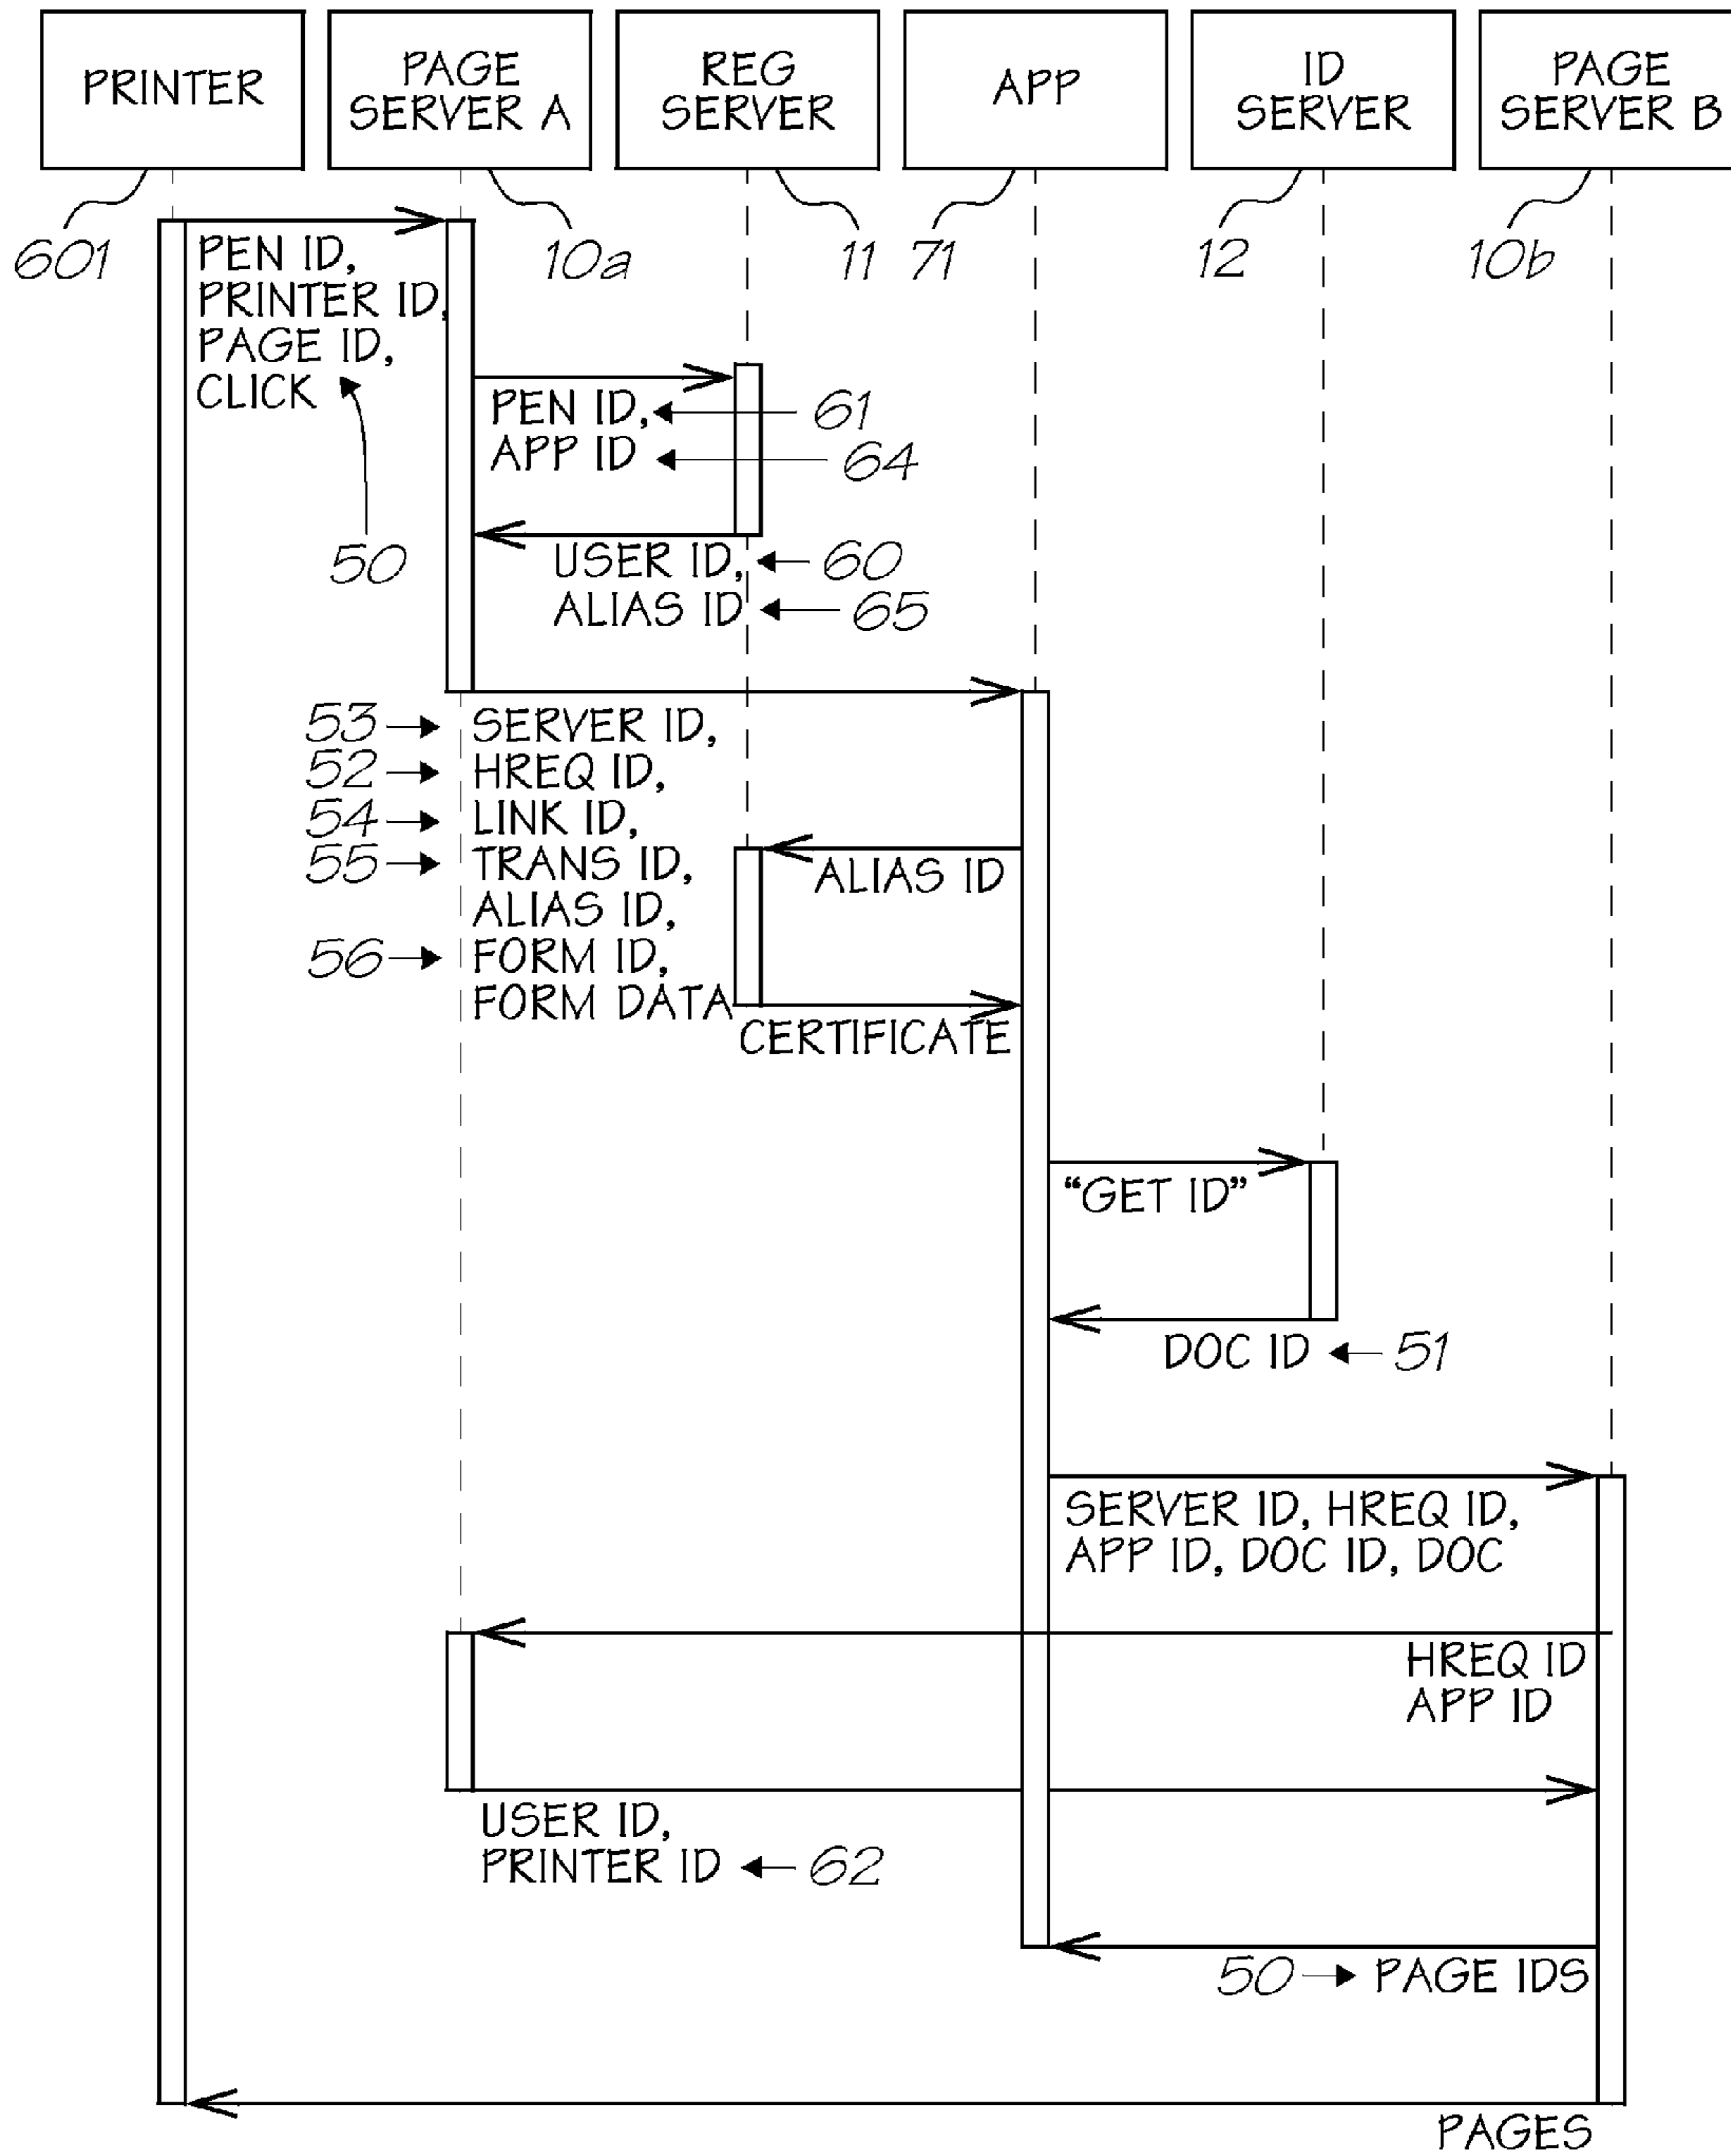 PRINTER
PAGE
SERVER A
REG
SERVER
APP
ID
SERVER
PAGE
SERVER B
601
10a
11
71
12
10b
PEN ID,
PRINTER ID,
PAGE ID,
CLICK
50
PEN ID,
61
APP ID
64
USER ID,
60
ALIAS ID
65
53
SERVER ID,
52
HREQ ID,
54
LINK ID,
55
TRANS ID,
ALIAS ID,
56
FORM ID,
FORM DATA
ALIAS ID
CERTIFICATE
“GET ID”
DOC ID
51
SERVER ID, HREQ ID,
APP ID, DOC ID, DOC
HREQ ID
APP ID
USER ID,
PRINTER ID
62
50
PAGE IDS
PAGES